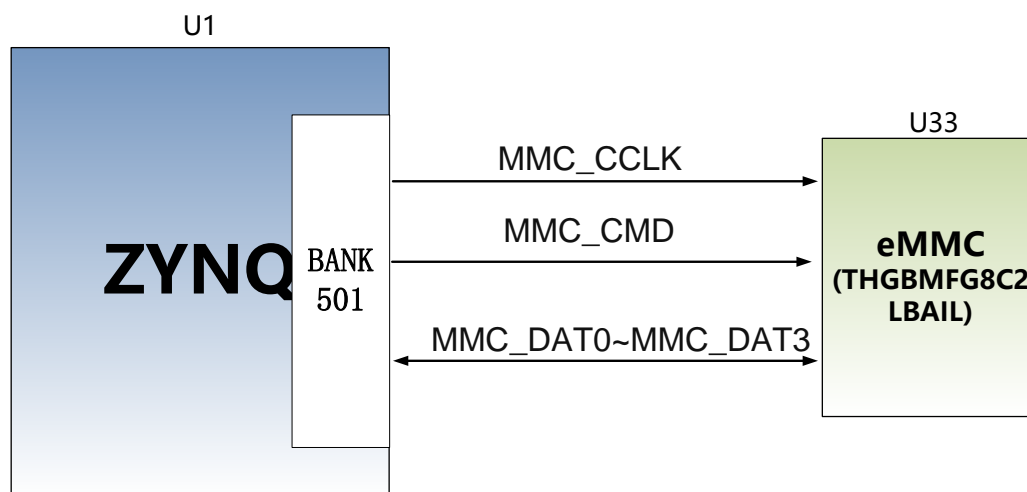 U1
U33
MMC_CCLK
MMC_CMD
ZYNQ
BANK
501
eMMC
(THGBMFG8C2
LBAIL)
MMC_DAT0~MMC_DAT3